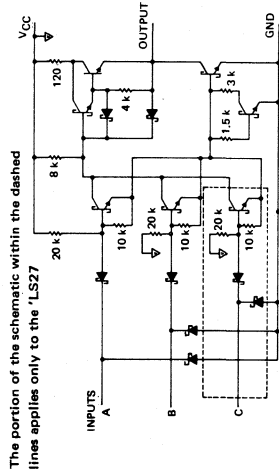 The portion of the schematic within the dashed
lines applies only to the 'LS27
VCC
OUTPUT
GND
120
4 k
3 k
8 k
1.5 k
20 k
10 k
20 k
10 k
20 k
10 k
INPUTS
A
B
C